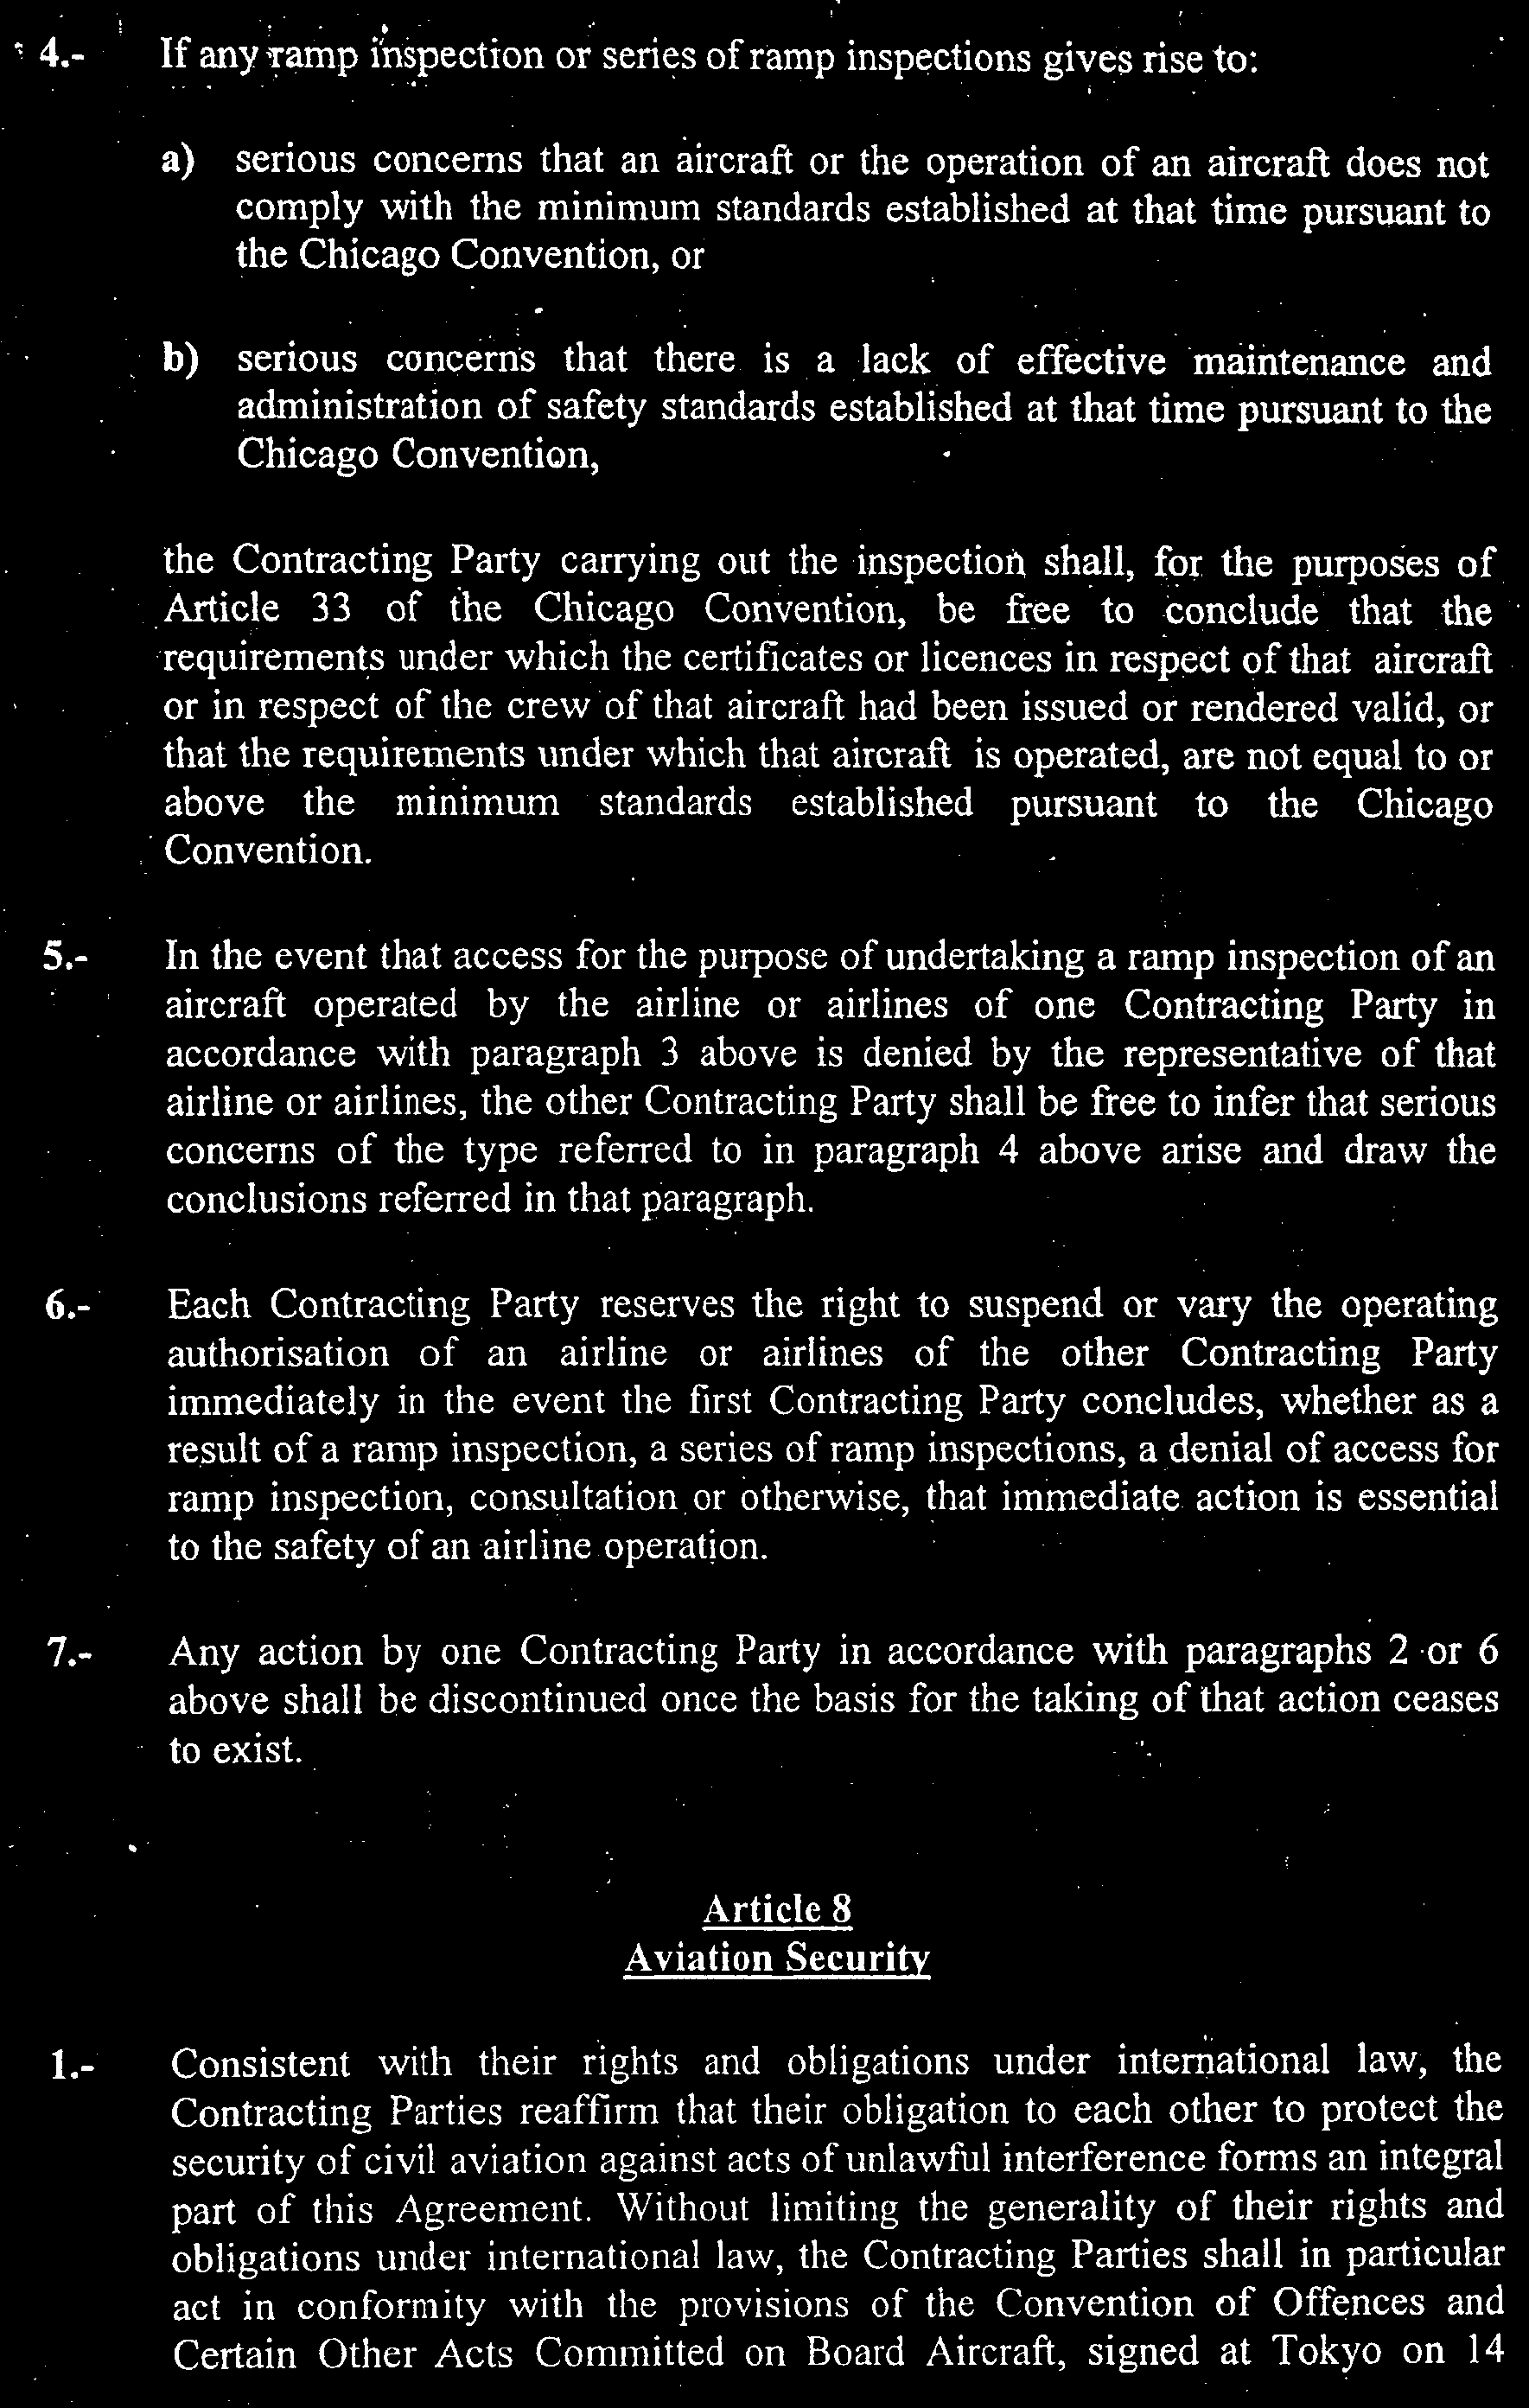 4.- If any ramp inspection or series of ramp inspections gives rise to:
a) serious concerns that an aircraft or the operation of an aircraft does not
comply with the minimum standards established at that time pursuant to
the Chicago Convention, or
b) serious concerns that there is a lack of effective maintenance and
administration of safety standards established at that time pursuant to the
Chicago Convention,
the Contracting Party carrying out the inspection shall, for the purposes of
Article 33 of the Chicago Convention, be free to conclude that the
requirements under which the certificates or licences in respect of that aircraft
or in respect of the crew of that aircraft had been issued or rendered valid, or
that the requirements under which that aircraft is operated, are not equal to or
above the minimum standards established pursuant to the Chicago
Convention.
5.- In the event that access for the purpose of undertaking a ramp inspection of an
aircraft operated by the airline or airlines of one Contracting Party in
accordance with paragraph 3 above is denied by the representative of that
airline or airlines, the other Contracting Party shall be free to infer that serious
concerns of the type referred to in paragraph 4 above arise and draw the
conclusions referred in that paragraph.
6.- Each Contracting Party reserves the right to suspend or vary the operating
authorisation of an airline or airlines of the other Contracting Party
immediately in the event the first Contracting Party concludes, whether as a
result of a ramp inspection, a series of ramp inspections, a denial of access for
ramp inspection, consultation or otherwise, that immediate action is essential
to the safety of an airline operation.
7.- Any action by one Contracting Party in accordance with paragraphs 2 or 6
above shall be discontinued once the basis for the taking of that action ceases
to exist.
Article 8
Aviation Security
1.- Consistent with their rights and obligations under international law, the
Contracting Parties reaffirm that their obligation to each other to protect the
security of civil aviation against acts of unlawful interference forms an integral
part of this Agreement. Without limiting the generality of their rights and
obligations under international law, the Contracting Parties shall in particular
act in conformity with the provisions of the Convention of Offences and
Certain Other Acts Committed on Board Aircraft, signed at Tokyo on 14